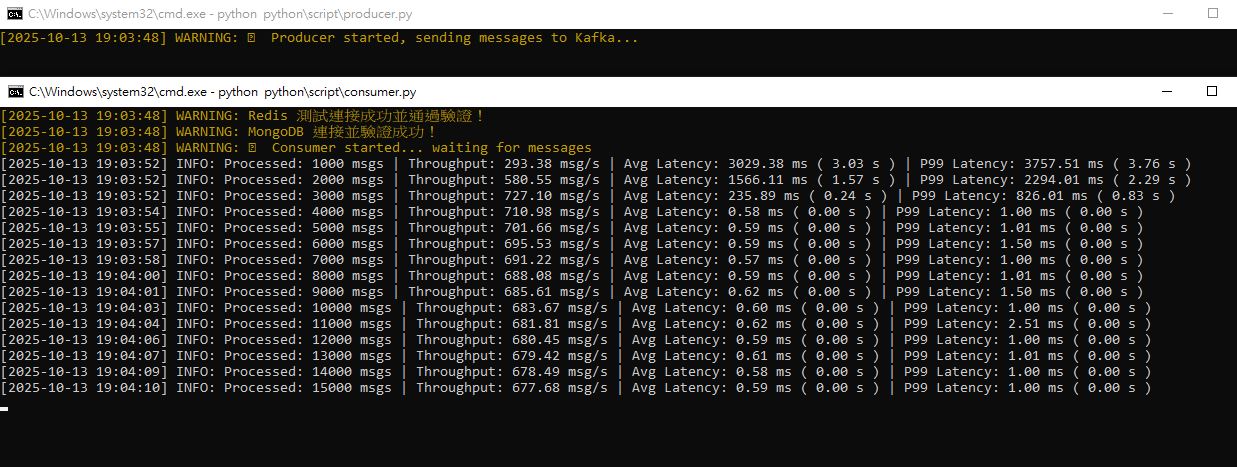 C:\Windows\system32\cmd.exe - python python\script\producer.py
[2025-10-13 19:03:48] WARNING: Producer started, sending messages to Kafka...
C:\Windows\system32\cmd.exe - python python\script\consumer.py
[2025-10-13 19:03:48] WARNING: Redis 測試連接成功並通過驗證！
[2025-10-13 19:03:48] WARNING: MongoDB 連接並驗證成功！
[2025-10-13 19:03:48] WARNING: Consumer started... waiting for messages
[2025-10-13 19:03:52] INFO: Processed: 1000 msgs | Throughput: 293.38 msg/s | Avg Latency: 3029.38 ms ( 3.03 s ) | P99 Latency: 3757.51 ms ( 3.76 s )
[2025-10-13 19:03:52] INFO: Processed: 2000 msgs | Throughput: 580.55 msg/s | Avg Latency: 1566.11 ms ( 1.57 s ) | P99 Latency: 2294.01 ms ( 2.29 s )
[2025-10-13 19:03:52] INFO: Processed: 3000 msgs | Throughput: 727.10 msg/s | Avg Latency: 235.89 ms ( 0.24 s ) | P99 Latency: 826.01 ms ( 0.83 s )
[2025-10-13 19:03:54] INFO: Processed: 4000 msgs | Throughput: 710.98 msg/s | Avg Latency: 0.58 ms ( 0.00 s ) | P99 Latency: 1.00 ms ( 0.00 s )
[2025-10-13 19:03:55] INFO: Processed: 5000 msgs | Throughput: 701.66 msg/s | Avg Latency: 0.59 ms ( 0.00 s ) | P99 Latency: 1.01 ms ( 0.00 s )
[2025-10-13 19:03:57] INFO: Processed: 6000 msgs | Throughput: 695.53 msg/s | Avg Latency: 0.59 ms ( 0.00 s ) | P99 Latency: 1.50 ms ( 0.00 s )
[2025-10-13 19:03:58] INFO: Processed: 7000 msgs | Throughput: 691.22 msg/s | Avg Latency: 0.57 ms ( 0.00 s ) | P99 Latency: 1.00 ms ( 0.00 s )
[2025-10-13 19:04:00] INFO: Processed: 8000 msgs | Throughput: 688.08 msg/s | Avg Latency: 0.59 ms ( 0.00 s ) | P99 Latency: 1.01 ms ( 0.00 s )
[2025-10-13 19:04:01] INFO: Processed: 9000 msgs | Throughput: 685.61 msg/s | Avg Latency: 0.62 ms ( 0.00 s ) | P99 Latency: 1.50 ms ( 0.00 s )
[2025-10-13 19:04:03] INFO: Processed: 10000 msgs | Throughput: 683.67 msg/s | Avg Latency: 0.60 ms ( 0.00 s ) | P99 Latency: 1.00 ms ( 0.00 s )
[2025-10-13 19:04:04] INFO: Processed: 11000 msgs | Throughput: 681.81 msg/s | Avg Latency: 0.62 ms ( 0.00 s ) | P99 Latency: 2.51 ms ( 0.00 s )
[2025-10-13 19:04:06] INFO: Processed: 12000 msgs | Throughput: 680.45 msg/s | Avg Latency: 0.59 ms ( 0.00 s ) | P99 Latency: 1.00 ms ( 0.00 s )
[2025-10-13 19:04:07] INFO: Processed: 13000 msgs | Throughput: 679.42 msg/s | Avg Latency: 0.61 ms ( 0.00 s ) | P99 Latency: 1.01 ms ( 0.00 s )
[2025-10-13 19:04:09] INFO: Processed: 14000 msgs | Throughput: 678.49 msg/s | Avg Latency: 0.58 ms ( 0.00 s ) | P99 Latency: 1.00 ms ( 0.00 s )
[2025-10-13 19:04:10] INFO: Processed: 15000 msgs | Throughput: 677.68 msg/s | Avg Latency: 0.59 ms ( 0.00 s ) | P99 Latency: 1.00 ms ( 0.00 s )